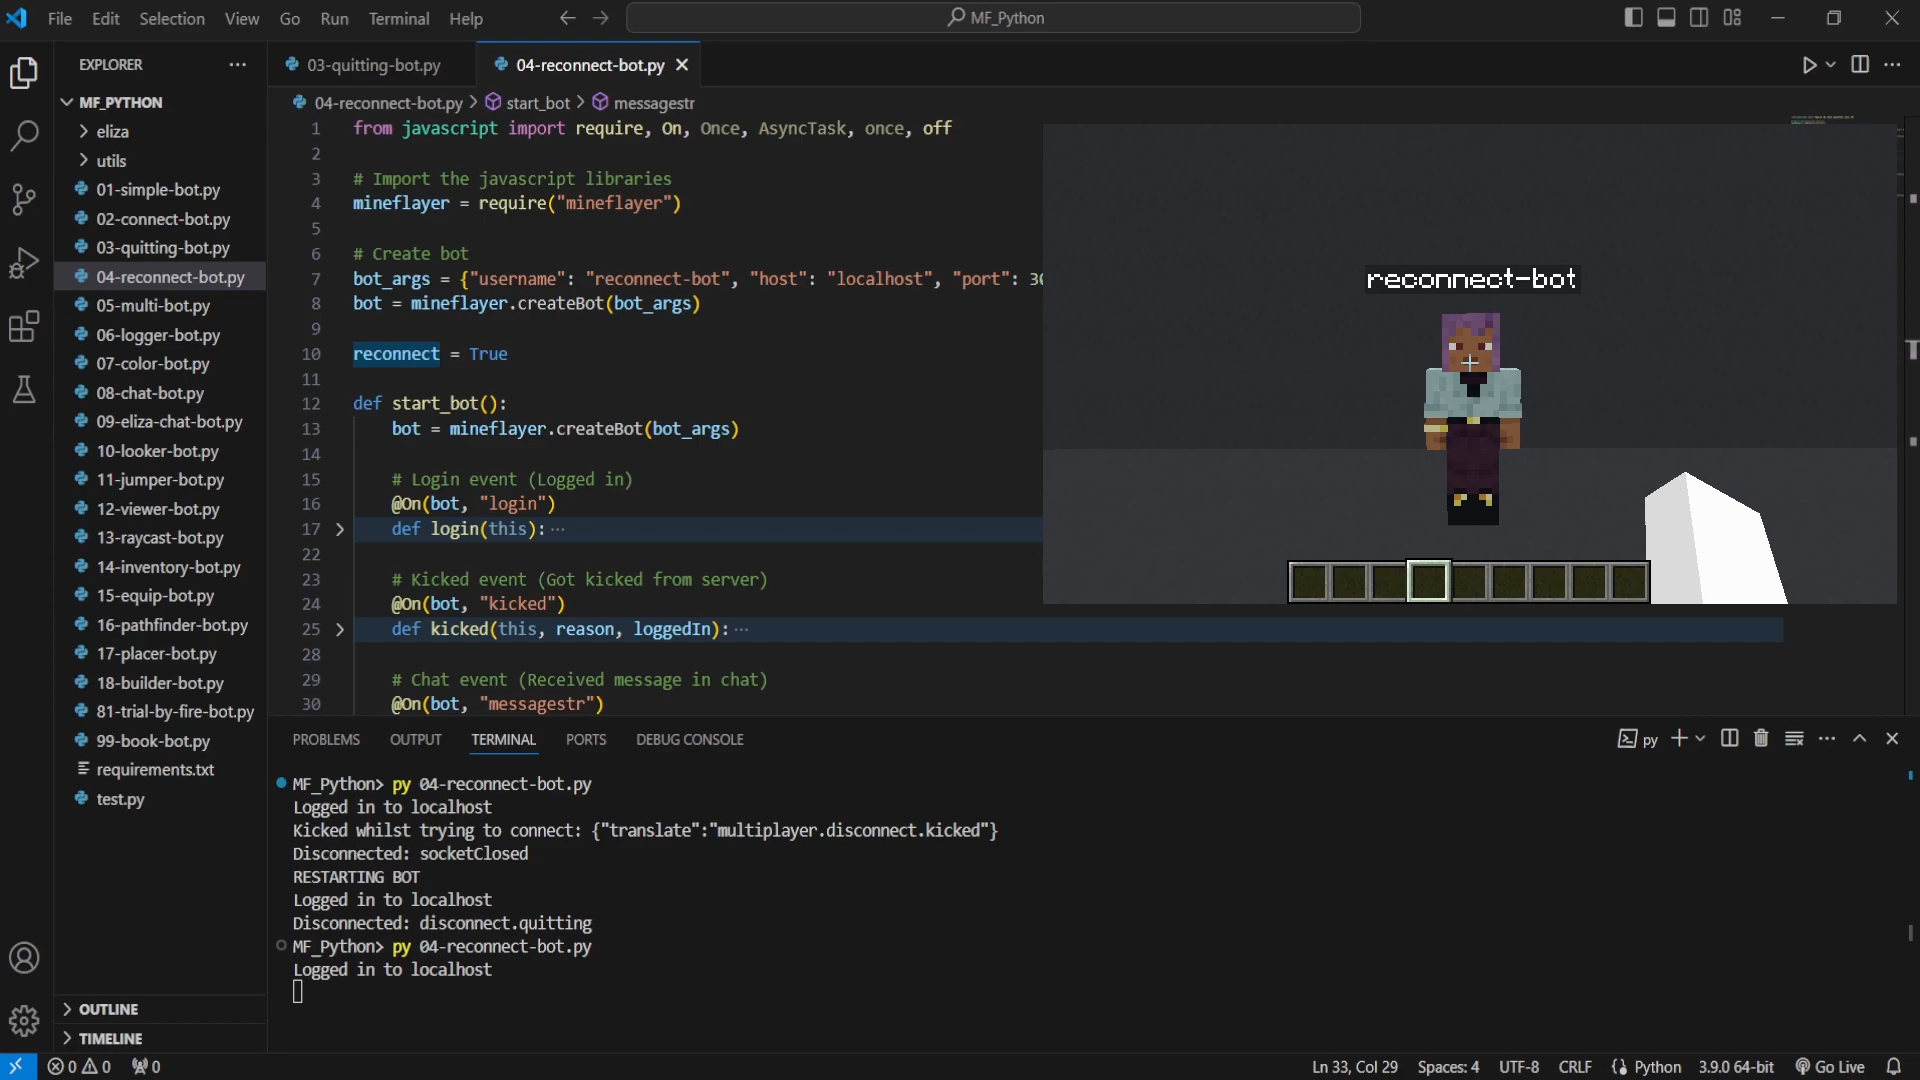 File Edit Selection View Go Run Terminal Help MF_Python
EXPLORER
MF_PYTHON
eliza
utils
01-simple-bot.py
02-connect-bot.py
03-quitting-bot.py
04-reconnect-bot.py
05-multi-bot.py
06-logger-bot.py
07-color-bot.py
08-chat-bot.py
09-eliza-chat-bot.py
10-looker-bot.py
11-jumper-bot.py
12-viewer-bot.py
13-raycast-bot.py
14-inventory-bot.py
15-equip-bot.py
16-pathfinder-bot.py
17-placer-bot.py
18-builder-bot.py
81-trial-by-fire-bot.py
99-book-bot.py
requirements.txt
test.py
OUTLINE
TIMELINE
03-quitting-bot.py 04-reconnect-bot.py
04-reconnect-bot.py > start_bot > messagestr
1 from javascript import require, On, Once, AsyncTask, once, off
2
3 # Import the javascript libraries
4 mineflayer = require("mineflayer")
5
6 # Create bot
7 bot_args = {"username": "reconnect-bot", "host": "localhost", "port": 30
8 bot = mineflayer.createBot(bot_args)
9
10 reconnect = True
11
12 def start_bot():
13 bot = mineflayer.createBot(bot_args)
14
15 # Login event (Logged in)
16 @On(bot, "login")
17 def login(this): ...
22
23 # Kicked event (Got kicked from server)
24 @On(bot, "kicked")
25 def kicked(this, reason, loggedIn): ...
28
29 # Chat event (Received message in chat)
30 @On(bot, "messagestr")
reconnect-bot
PROBLEMS OUTPUT TERMINAL PORTS DEBUG CONSOLE
py
MF_Python> py 04-reconnect-bot.py
Logged in to localhost
Kicked whilst trying to connect: {"translate":"multiplayer.disconnect.kicked"}
Disconnected: socketClosed
RESTARTING BOT
Logged in to localhost
Disconnected: disconnect.quitting
MF_Python> py 04-reconnect-bot.py
Logged in to localhost
0 0 0 Ln 33, Col 29 Spaces: 4 UTF-8 CRLF Python 3.9.0 64-bit Go Live